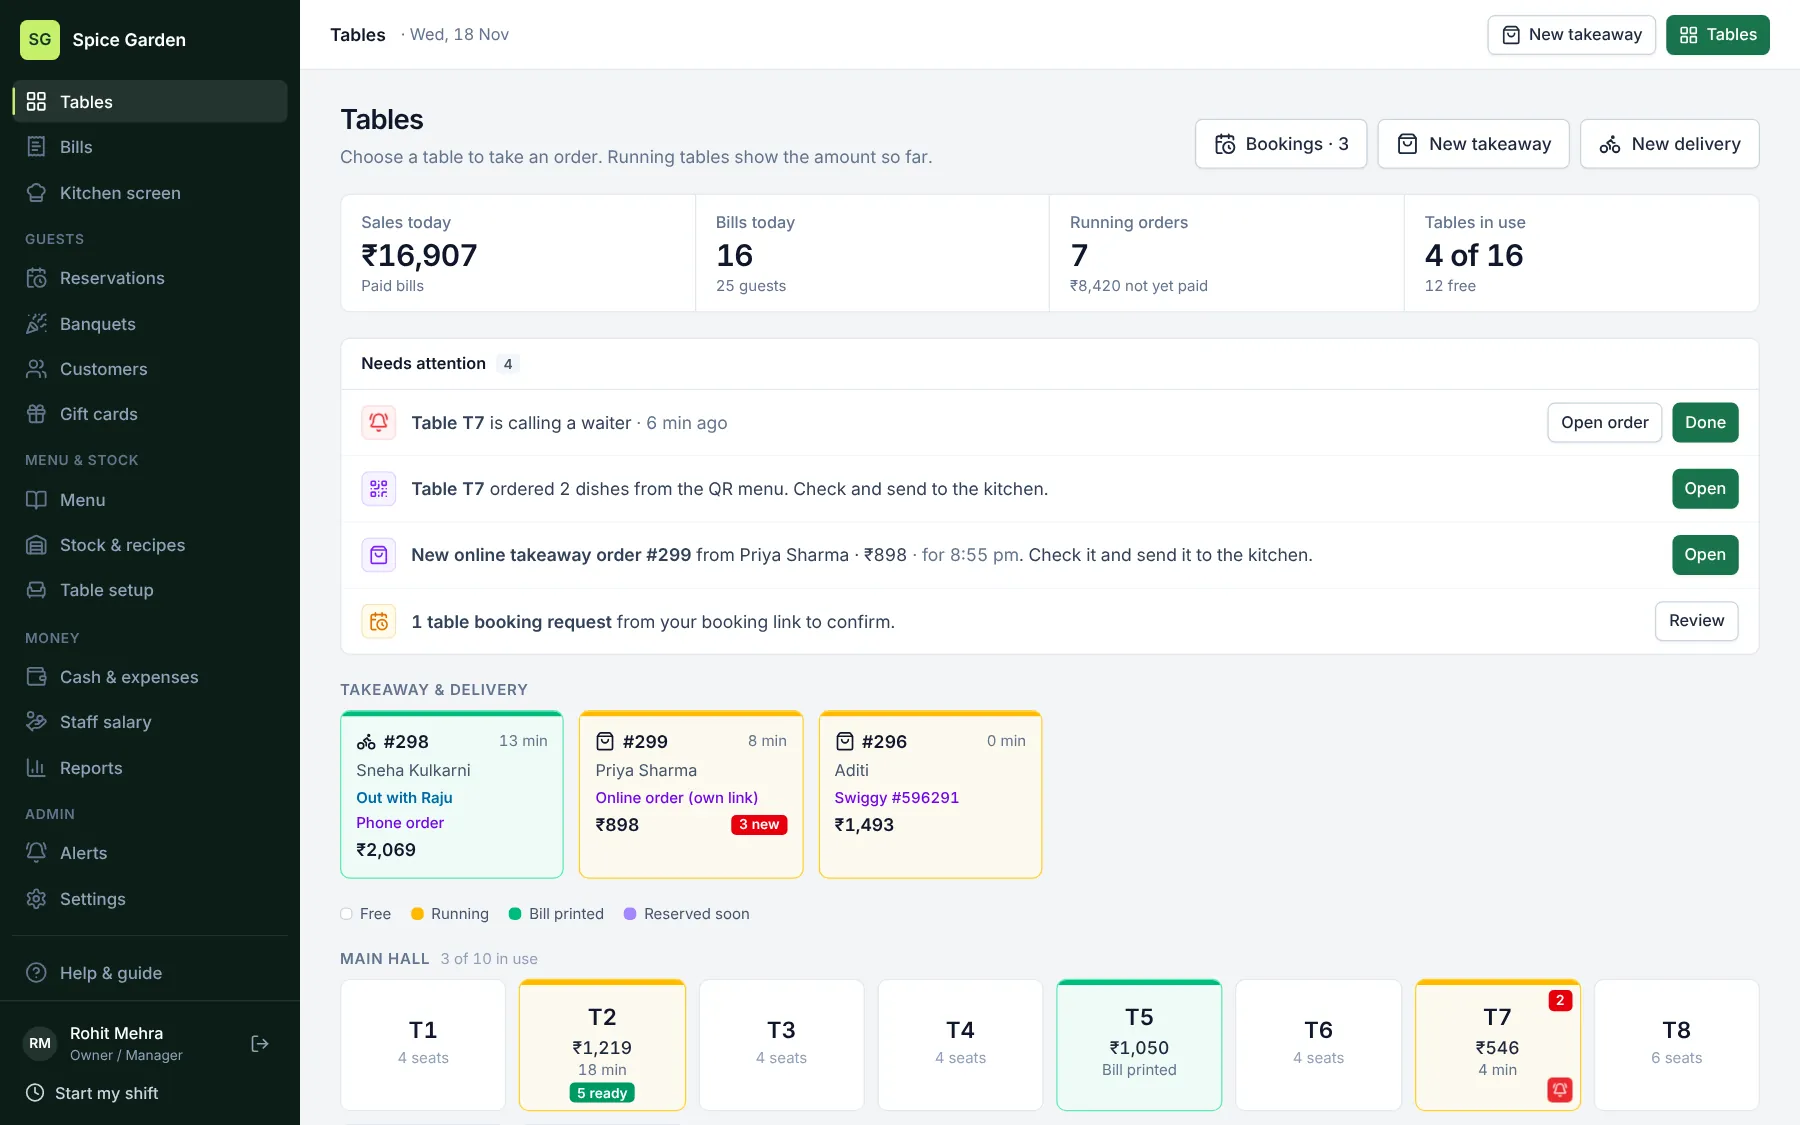 SG Spice Garden
Tables
Bills
Kitchen screen
GUESTS
Reservations
Banquets
Customers
Gift cards
MENU & STOCK
Menu
Stock & recipes
Table setup
MONEY
Cash & expenses
Staff salary
Reports
ADMIN
Alerts
Settings
Help & guide
RM Rohit Mehra
Owner / Manager
Start my shift
Tables · Wed, 18 Nov
New takeaway
Tables
Tables
Choose a table to take an order. Running tables show the amount so far.
Bookings · 3
New takeaway
New delivery
Sales today
₹16,907
Paid bills
Bills today
16
25 guests
Running orders
7
₹8,420 not yet paid
Tables in use
4 of 16
12 free
Needs attention 4
Table T7 is calling a waiter · 6 min ago
Open order
Done
Table T7 ordered 2 dishes from the QR menu. Check and send to the kitchen.
Open
New online takeaway order #299 from Priya Sharma · ₹898 · for 8:55 pm. Check it and send it to the kitchen.
Open
1 table booking request from your booking link to confirm.
Review
TAKEAWAY & DELIVERY
#298 13 min
Sneha Kulkarni
Out with Raju
Phone order
₹2,069
#299 8 min
Priya Sharma
Online order (own link)
₹898 3 new
#296 0 min
Aditi
Swiggy #596291
₹1,493
Free
Running
Bill printed
Reserved soon
MAIN HALL 3 of 10 in use
T1
4 seats
T2
₹1,219
18 min
5 ready
T3
4 seats
T4
4 seats
T5
₹1,050
Bill printed
T6
4 seats
2
T7
₹546
4 min
T8
6 seats